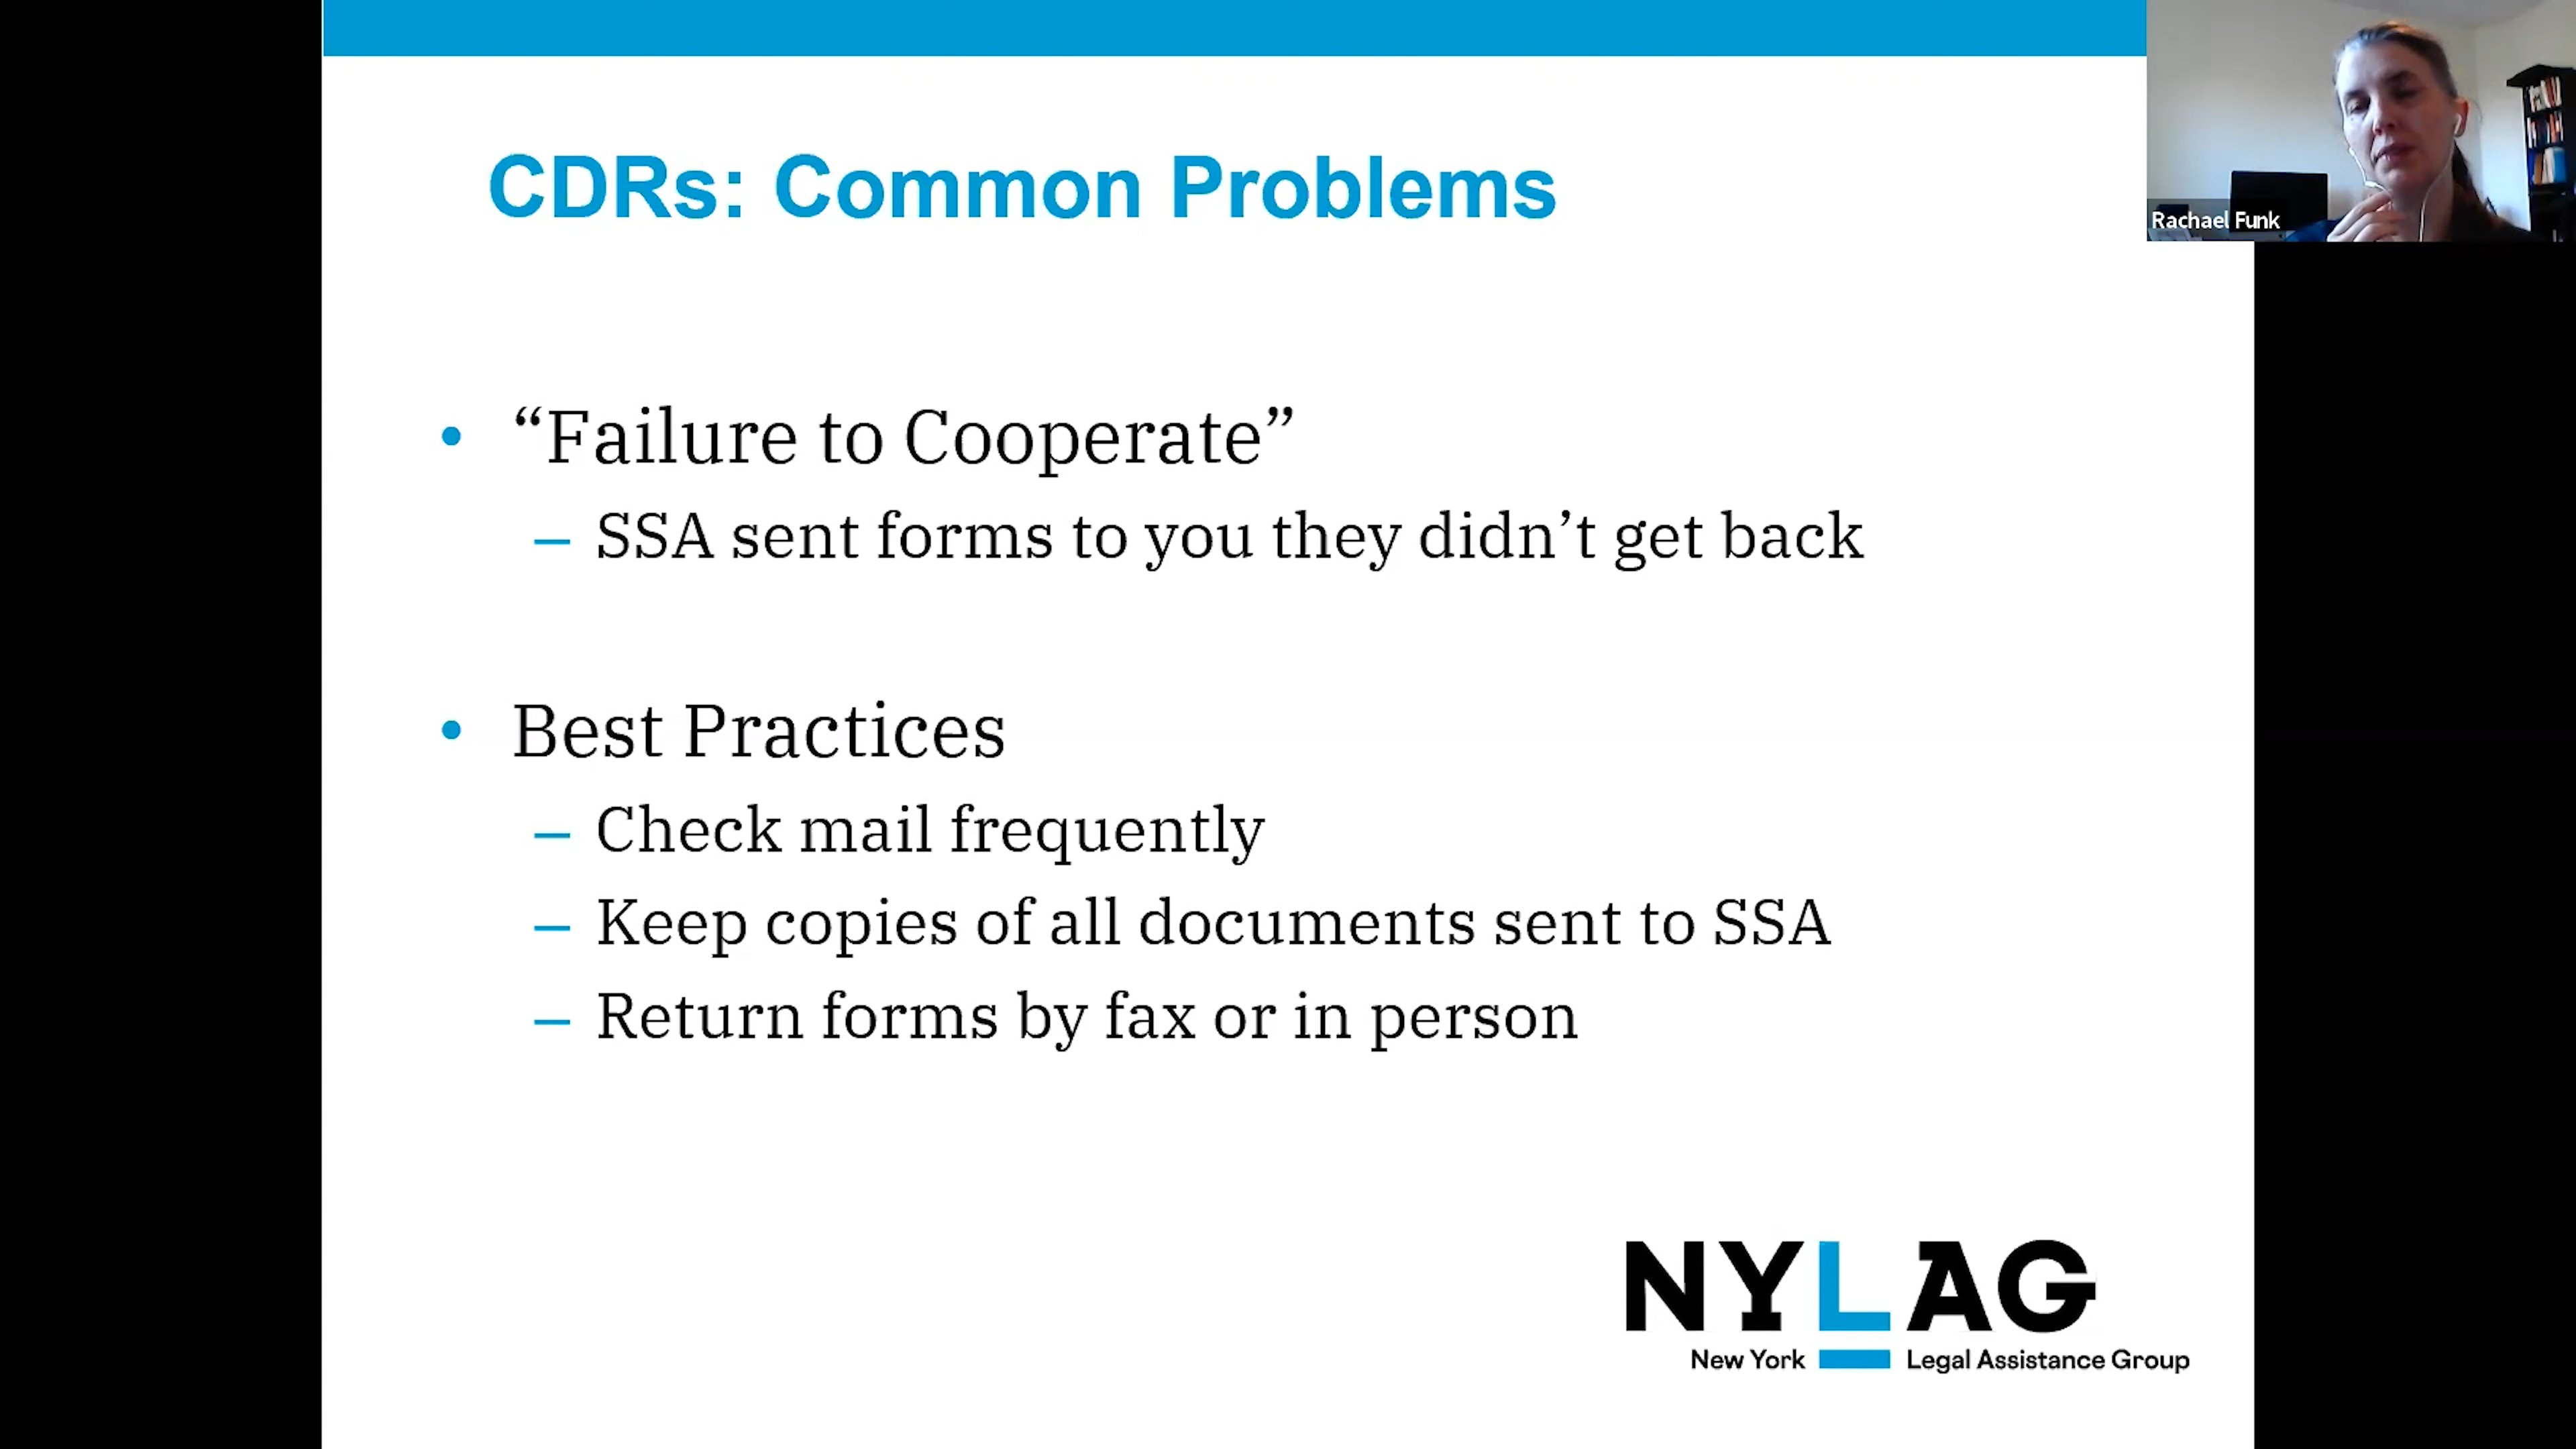 CDRs: Common Problems
Rachael Funk
• “Failure to Cooperate”
– SSA sent forms to you they didn’t get back
• Best Practices
– Check mail frequently
– Keep copies of all documents sent to SSA
– Return forms by fax or in person
NYLAG
New York Legal Assistance Group